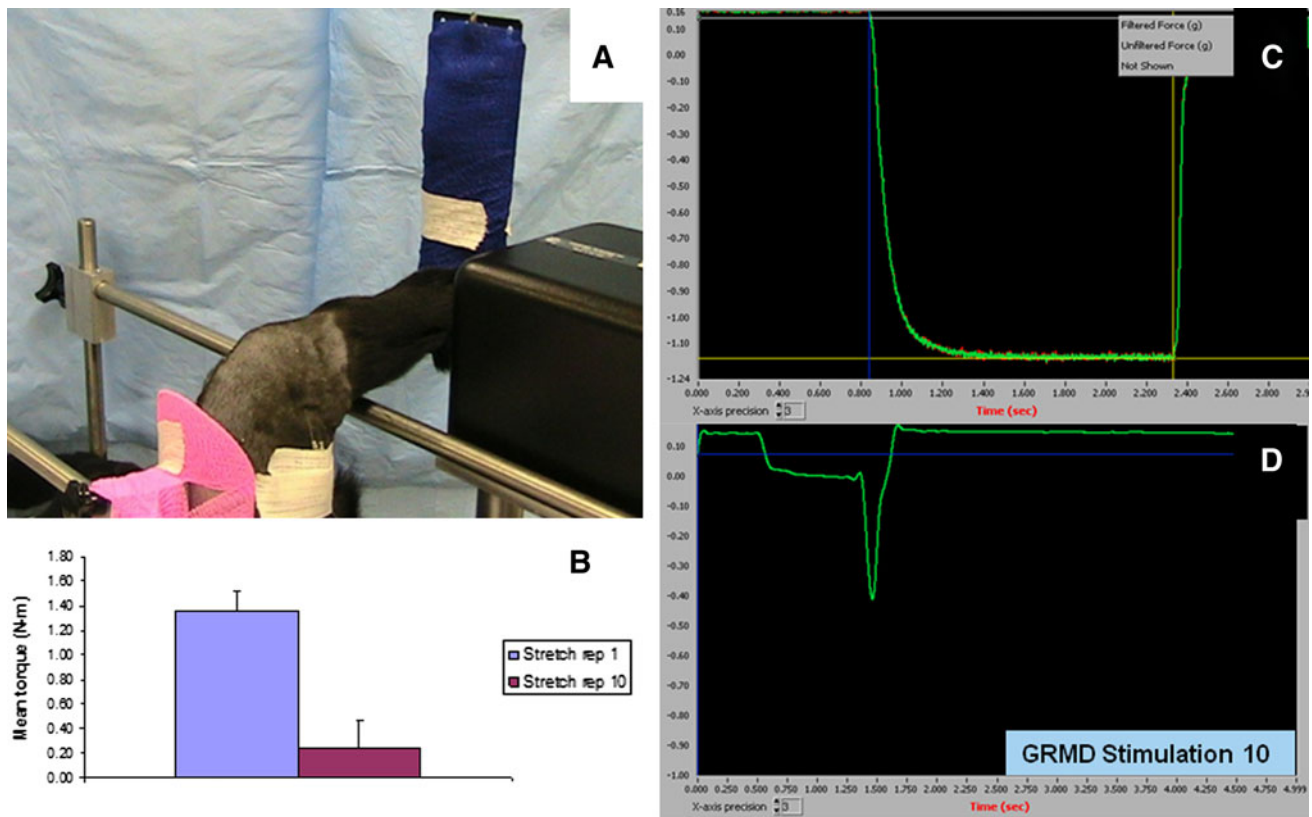 A
B
1.80
1.60
1.40
1.20
1.00
0.80
0.60
0.40
0.20
0.00
Mean torque (N-m)
Stretch rep 1
Stretch rep 10
C
Filtered Force (g)
Unfiltered Force (g)
Not Shown
0.16
0.00
-0.10
-0.20
-0.30
-0.40
-0.50
-0.60
-0.70
-0.80
-0.90
-1.00
-1.10
-1.24
0.000 0.200 0.400 0.600 0.800 1.000 1.200 1.400 1.600 1.800 2.000 2.200 2.400 2.600 2.800
X-axis precision 3
Time (sec)
D
0.10
0.00
-0.10
-0.20
-0.30
-0.40
-0.50
-0.60
-0.70
-0.80
-0.90
-1.00
GRMD Stimulation 10
0.000 0.250 0.500 0.750 1.000 1.250 1.500 1.750 2.000 2.250 2.500 2.750 3.000 3.250 3.500 3.750 4.000 4.250 4.500 4.999
X-axis precision 3
Time (sec)